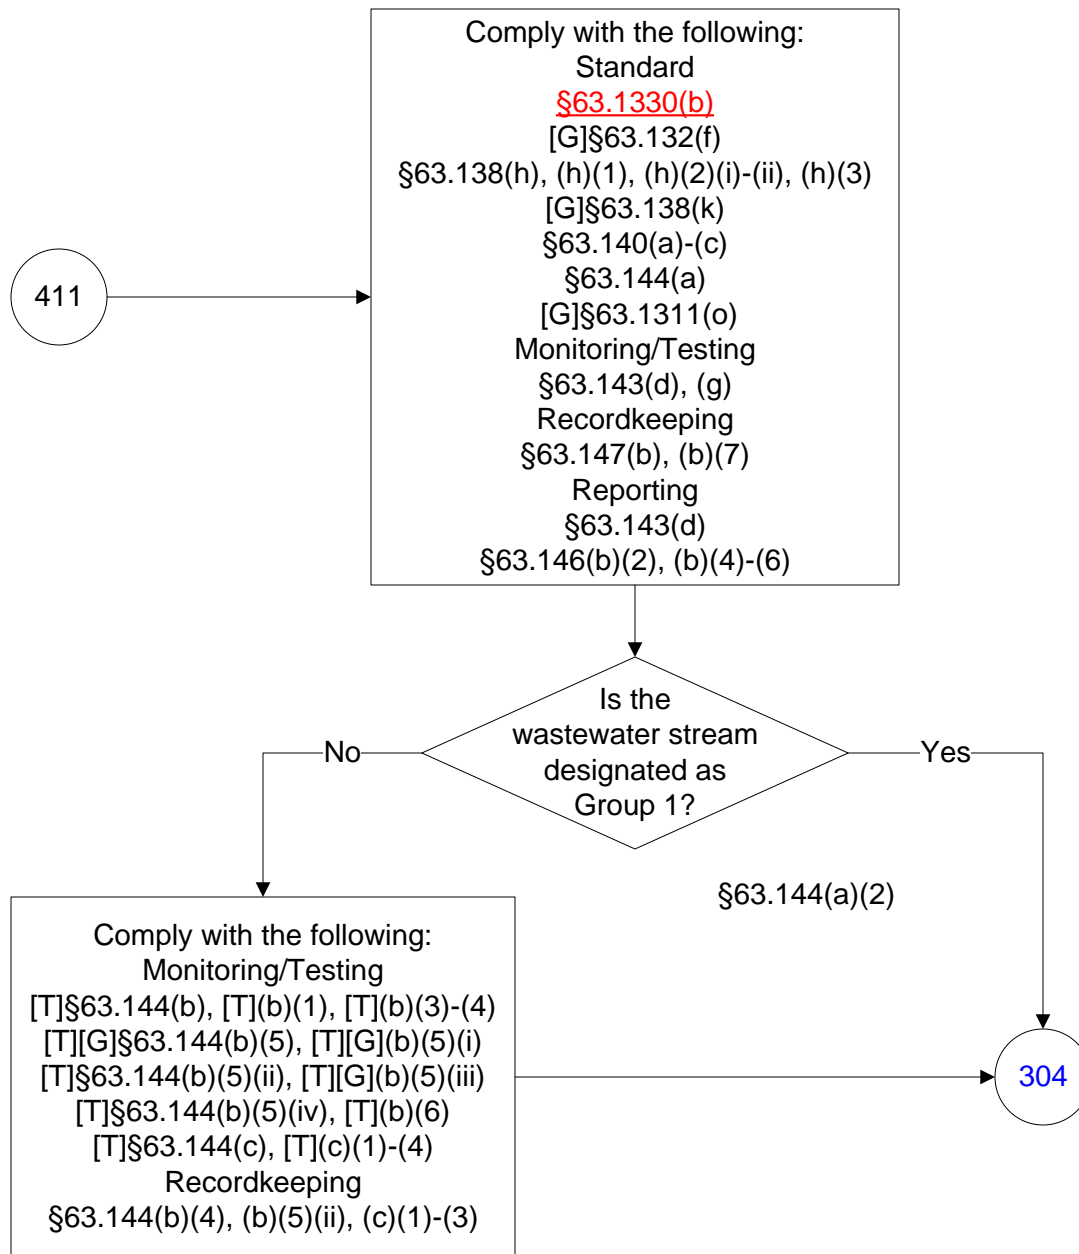 Comply with the following:
Standard
§63.1330(b)
[G]§63.132(f)
§63.138(h), (h)(1), (h)(2)(i)-(ii), (h)(3)
[G]§63.138(k)
§63.140(a)-(c)
§63.144(a)
[G]§63.1311(o)
Monitoring/Testing
§63.143(d), (g)
Recordkeeping
§63.147(b), (b)(7)
Reporting
§63.143(d)
§63.146(b)(2), (b)(4)-(6)
411
Is the
wastewater stream
designated as
Group 1?
No
Yes
§63.144(a)(2)
Comply with the following:
Monitoring/Testing
[T]§63.144(b), [T](b)(1), [T](b)(3)-(4)
[T][G]§63.144(b)(5), [T][G](b)(5)(i)
[T]§63.144(b)(5)(ii), [T][G](b)(5)(iii)
[T]§63.144(b)(5)(iv), [T](b)(6)
[T]§63.144(c), [T](c)(1)-(4)
Recordkeeping
§63.144(b)(4), (b)(5)(ii), (c)(1)-(3)
304